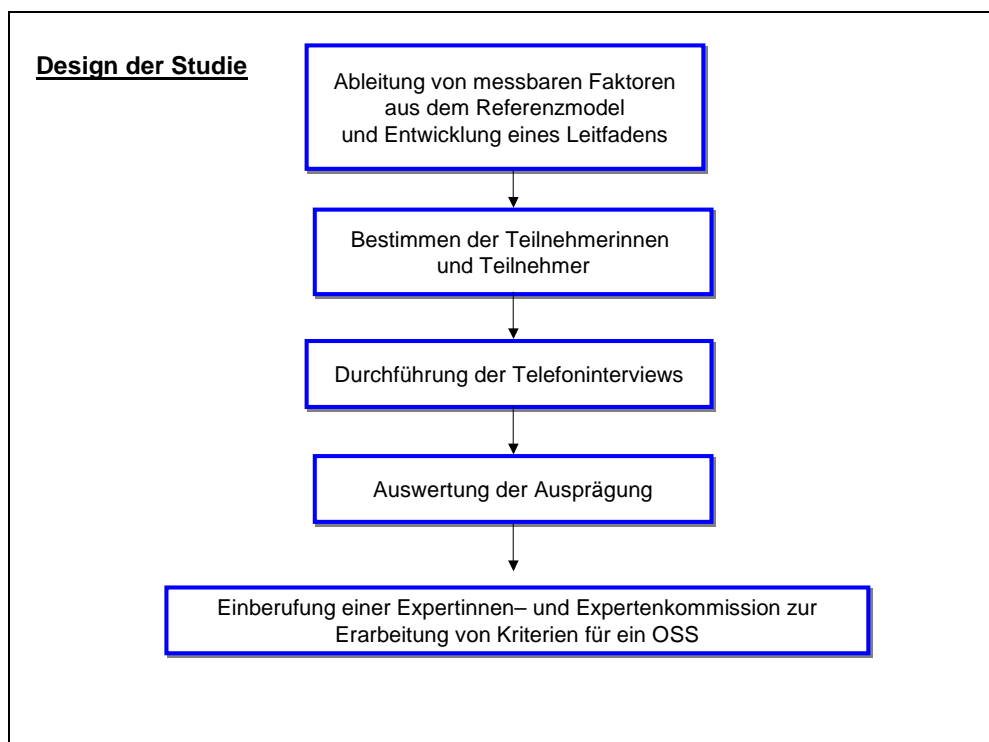 Design der Studie
Ableitung von messbaren Faktoren
aus dem Referenzmodel
und Entwicklung eines Leitfadens
Bestimmen der Teilnehmerinnen
und Teilnehmer
Durchführung der Telefoninterviews
Auswertung der Ausprägung
Einberufung einer Expertinnen– und Expertenkommission zur
Erarbeitung von Kriterien für ein OSS